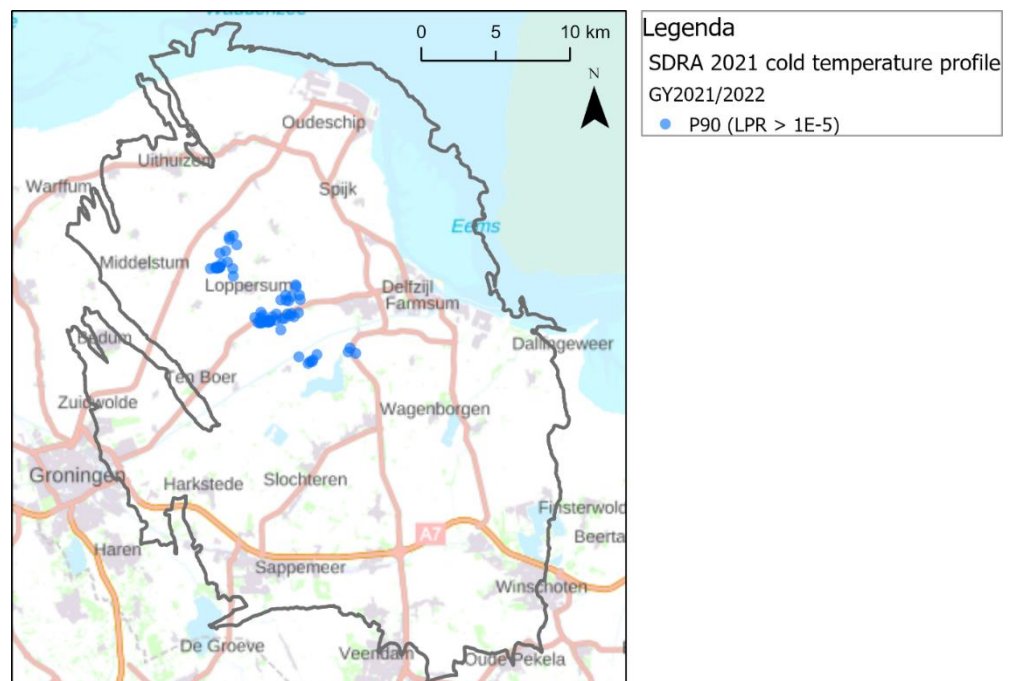 Waddenzee
0 5 10 km
N
Oudeschip
Uithuizen
Warffum
Spijk
Eems
Middelstum
Loppersum
Delfzijl
Farmsum
Bedum
Dallingeweer
Ten Boer
Zuidwolde
Wagenborgen
Groningen
Harkstede
Slochteren
Finsterwold
A7
Beerta
Haren
Sappemeer
Winschoten
De Groeve
Veendam
Oude Pekela
Legenda
SDRA 2021 cold temperature profile
GY2021/2022
P90 (LPR > 1E-5)